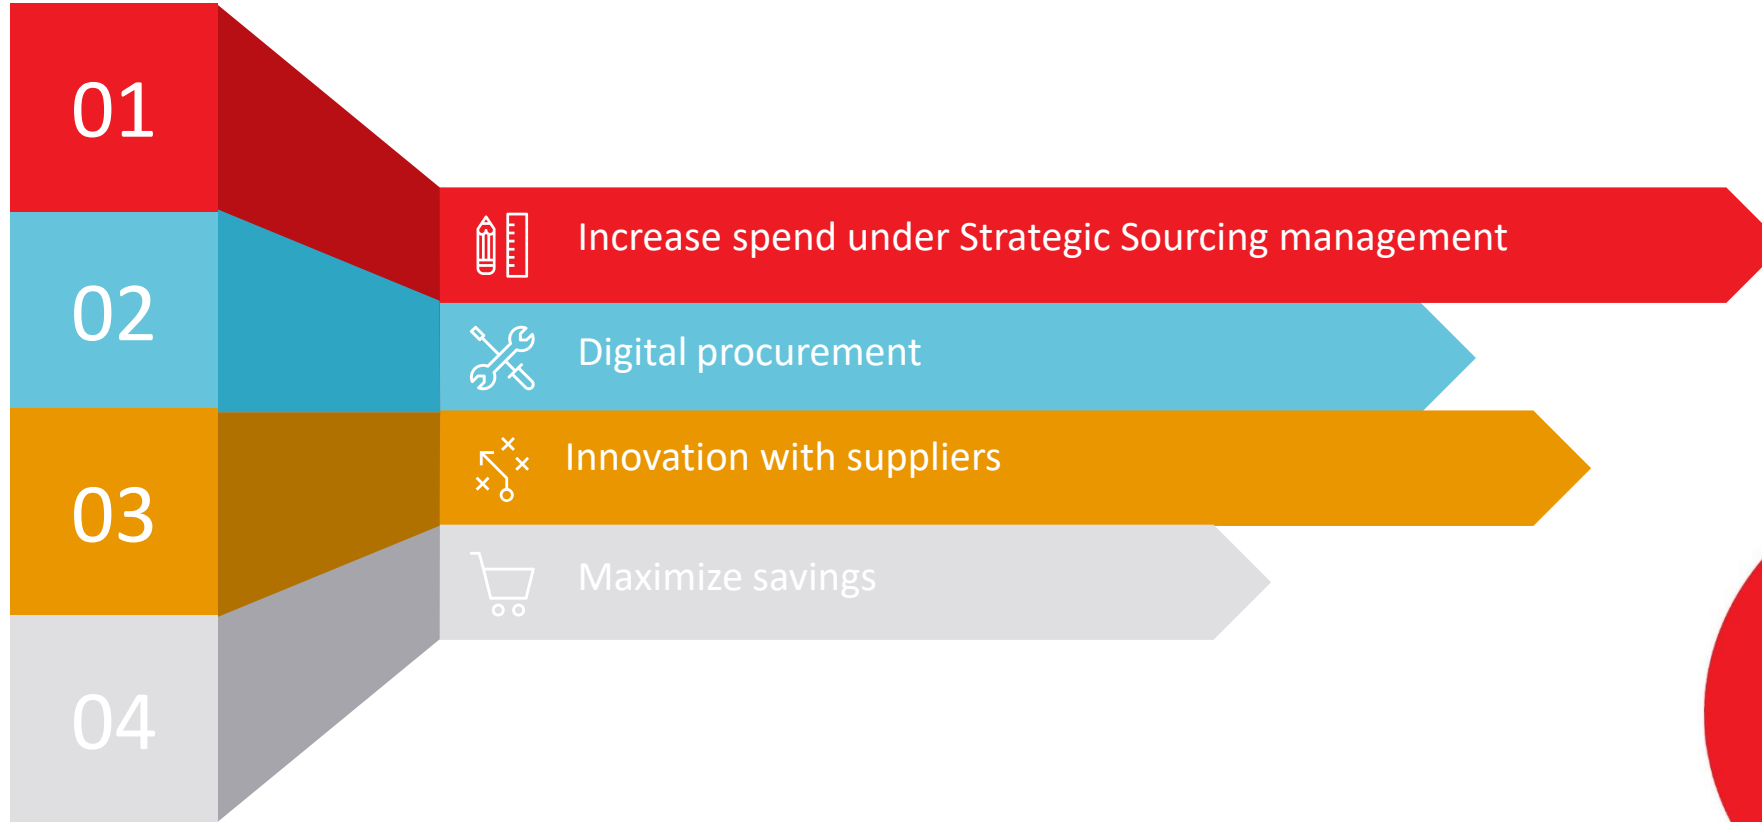 01
Increase spend under Strategic Sourcing management
02
Digital procurement
03
Innovation with suppliers
04
Maximize savings